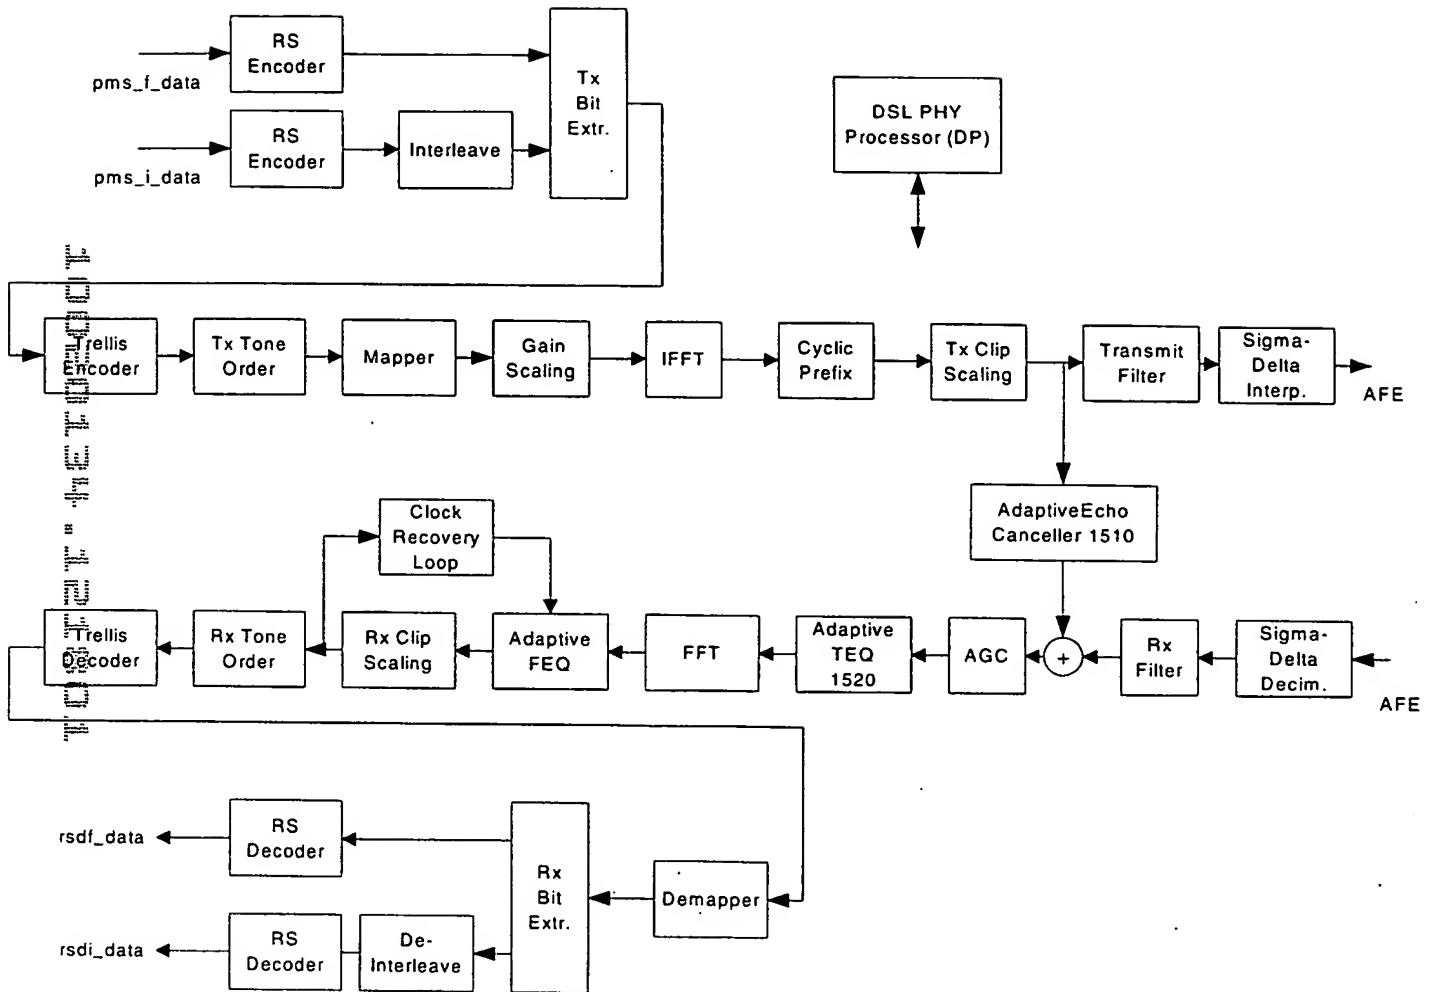 RS
Encoder
pms_f_data
RS
Encoder
pms_i_data
Interleave
Tx
Bit
Extr.
DSL PHY
Processor (DP)
Trellis
Encoder
Tx Tone
Order
Mapper
Gain
Scaling
IFFT
Cyclic
Prefix
Tx Clip
Scaling
Transmit
Filter
Sigma-
Delta
Interp.
AFE
AdaptiveEcho
Canceller 1510
Clock
Recovery
Loop
Trellis
Decoder
Rx Tone
Order
Rx Clip
Scaling
Adaptive
FEQ
FFT
Adaptive
TEQ
1520
AGC
+
Rx
Filter
Sigma-
Delta
Decim.
AFE
rsdf_data
RS
Decoder
Rx
Bit
Extr.
Demapper
rsdi_data
RS
Decoder
De-
Interleave